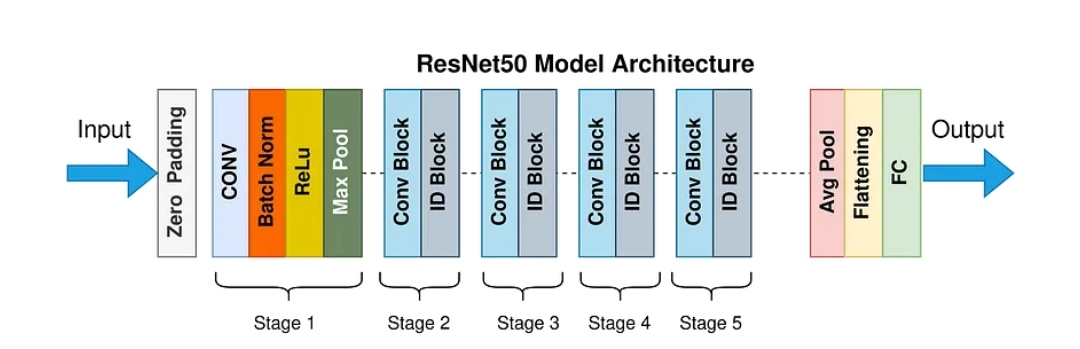 ResNet50 Model Architecture
Input
Zero Padding
CONV
Batch Norm
ReLu
Max Pool
Conv Block
ID Block
Conv Block
ID Block
Conv Block
ID Block
Conv Block
ID Block
Avg Pool
Flattening
FC
Output
Stage 1
Stage 2
Stage 3
Stage 4
Stage 5